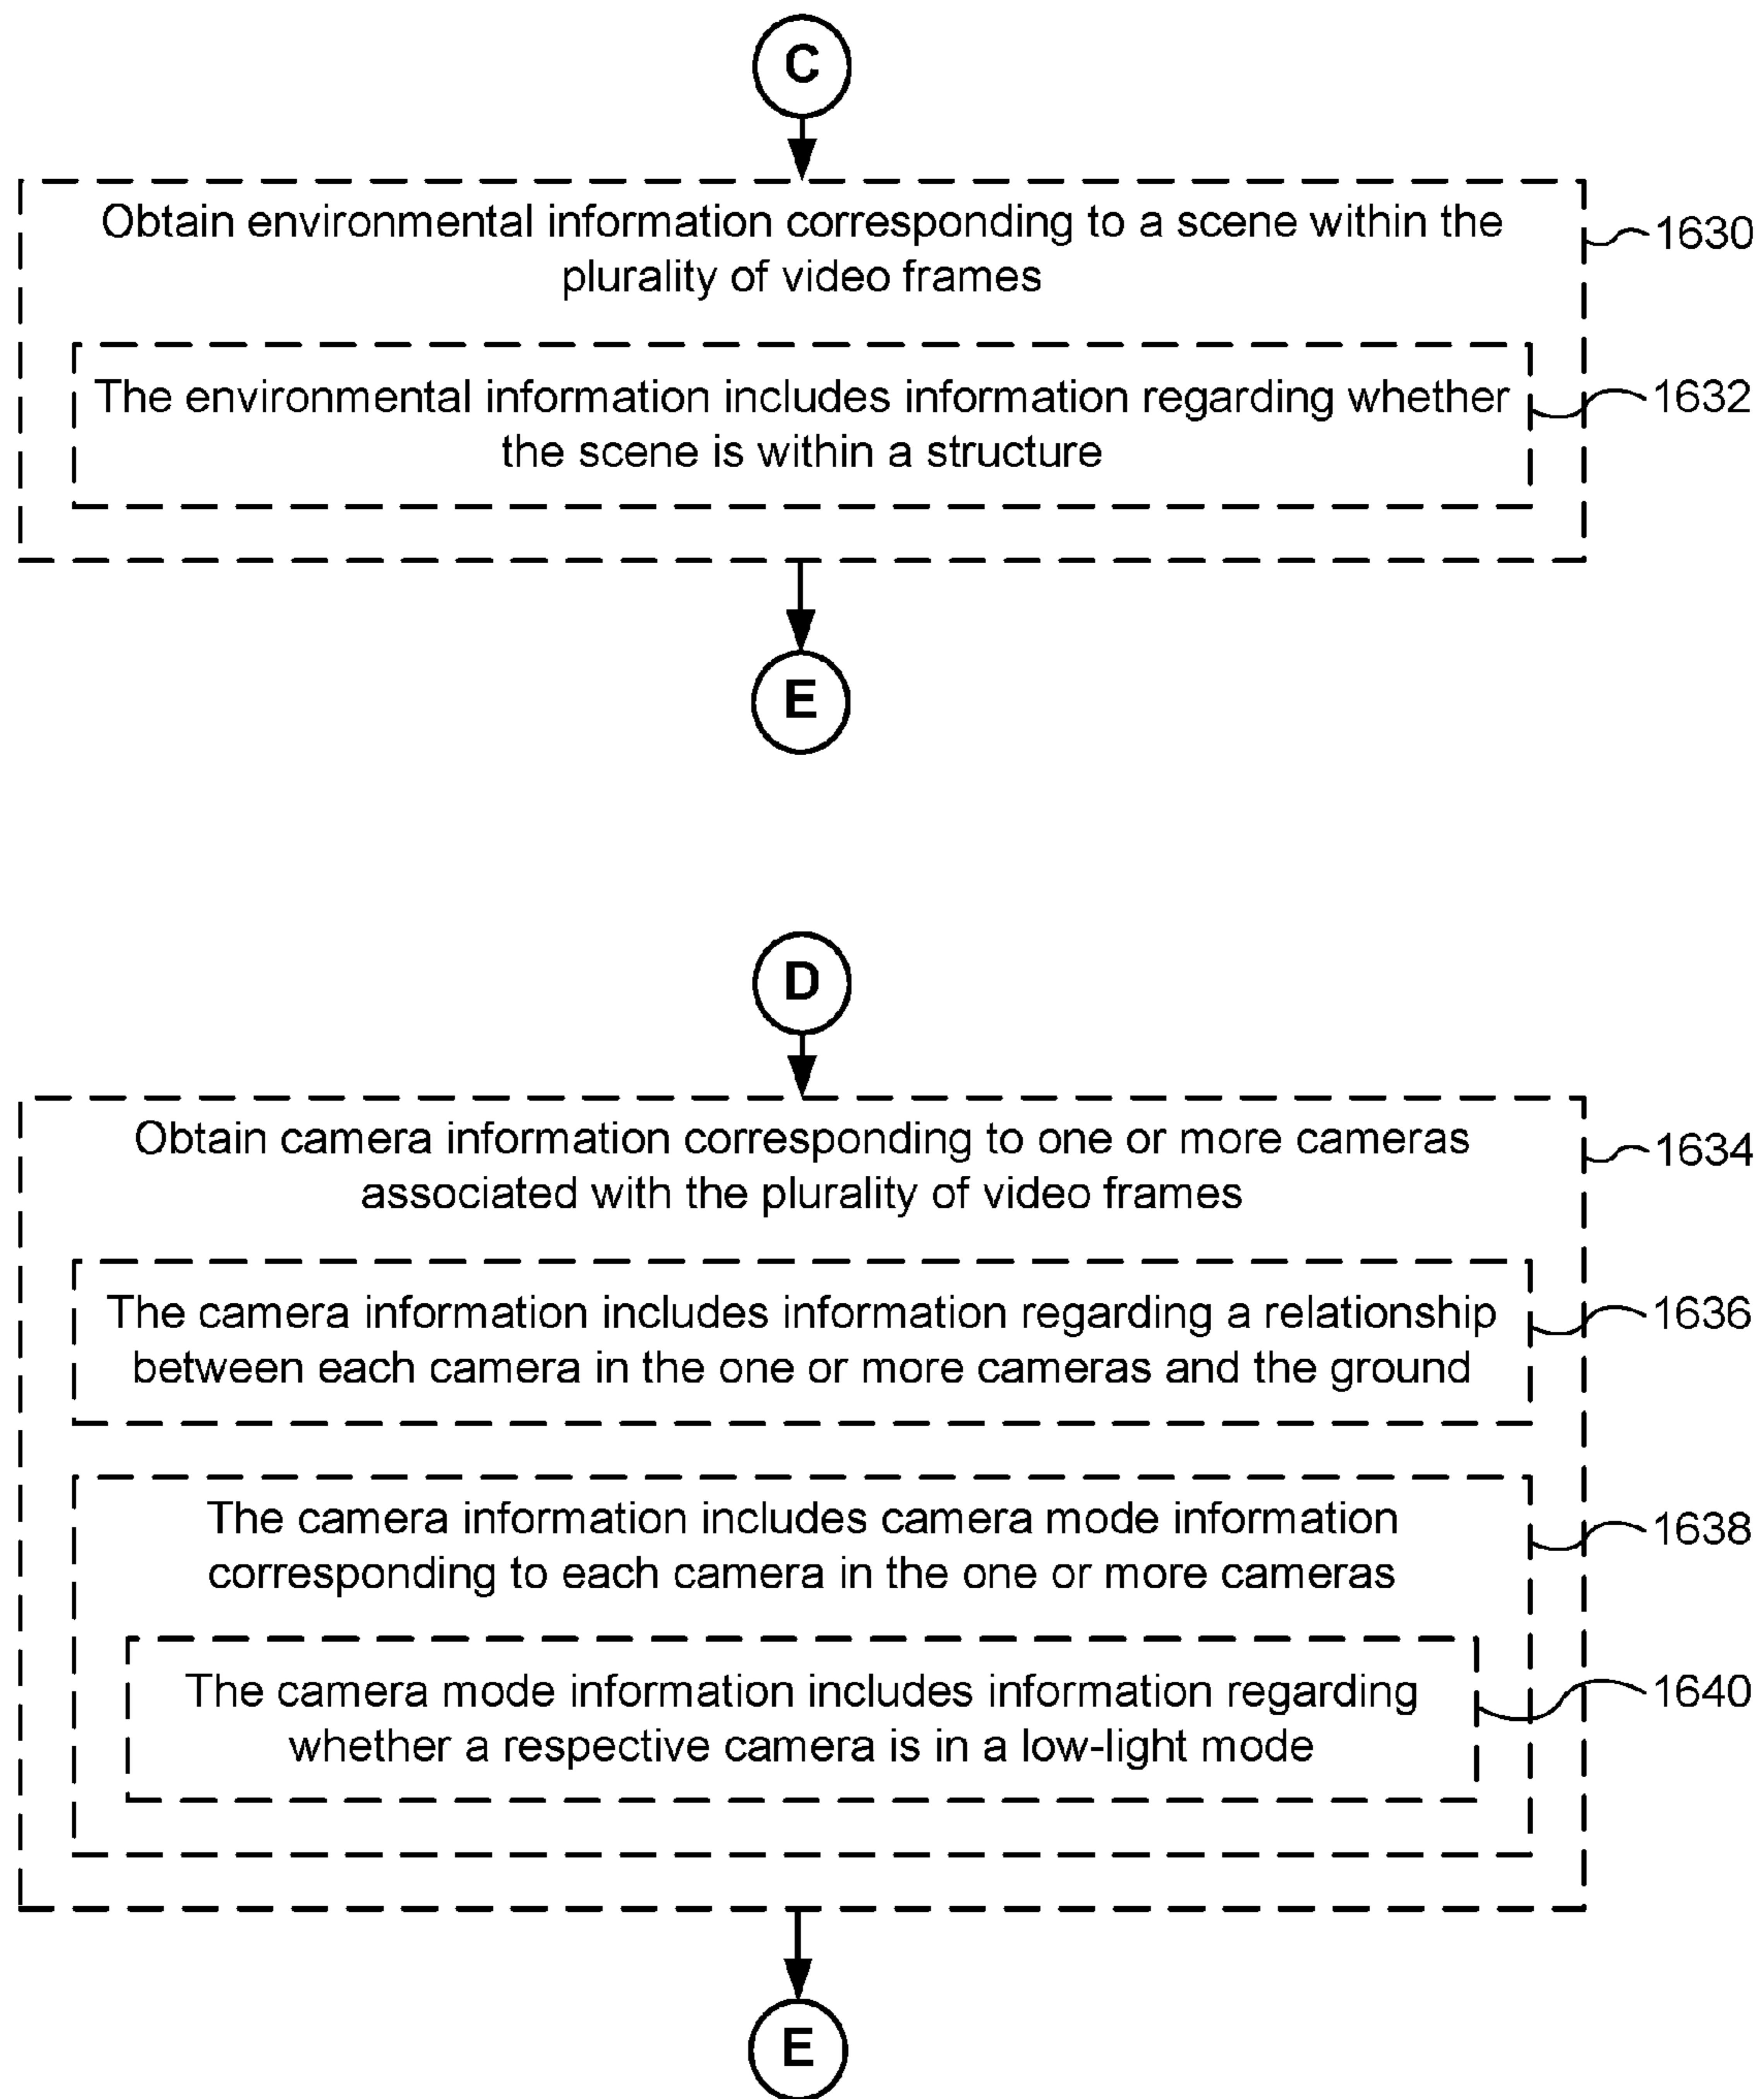 C
Obtain environmental information corresponding to a scene within the
plurality of video frames
1630
The environmental information includes information regarding whether
the scene is within a structure
1632
E
D
Obtain camera information corresponding to one or more cameras
associated with the plurality of video frames
1634
The camera information includes information regarding a relationship
between each camera in the one or more cameras and the ground
1636
The camera information includes camera mode information
corresponding to each camera in the one or more cameras
1638
The camera mode information includes information regarding
whether a respective camera is in a low-light mode
1640
E